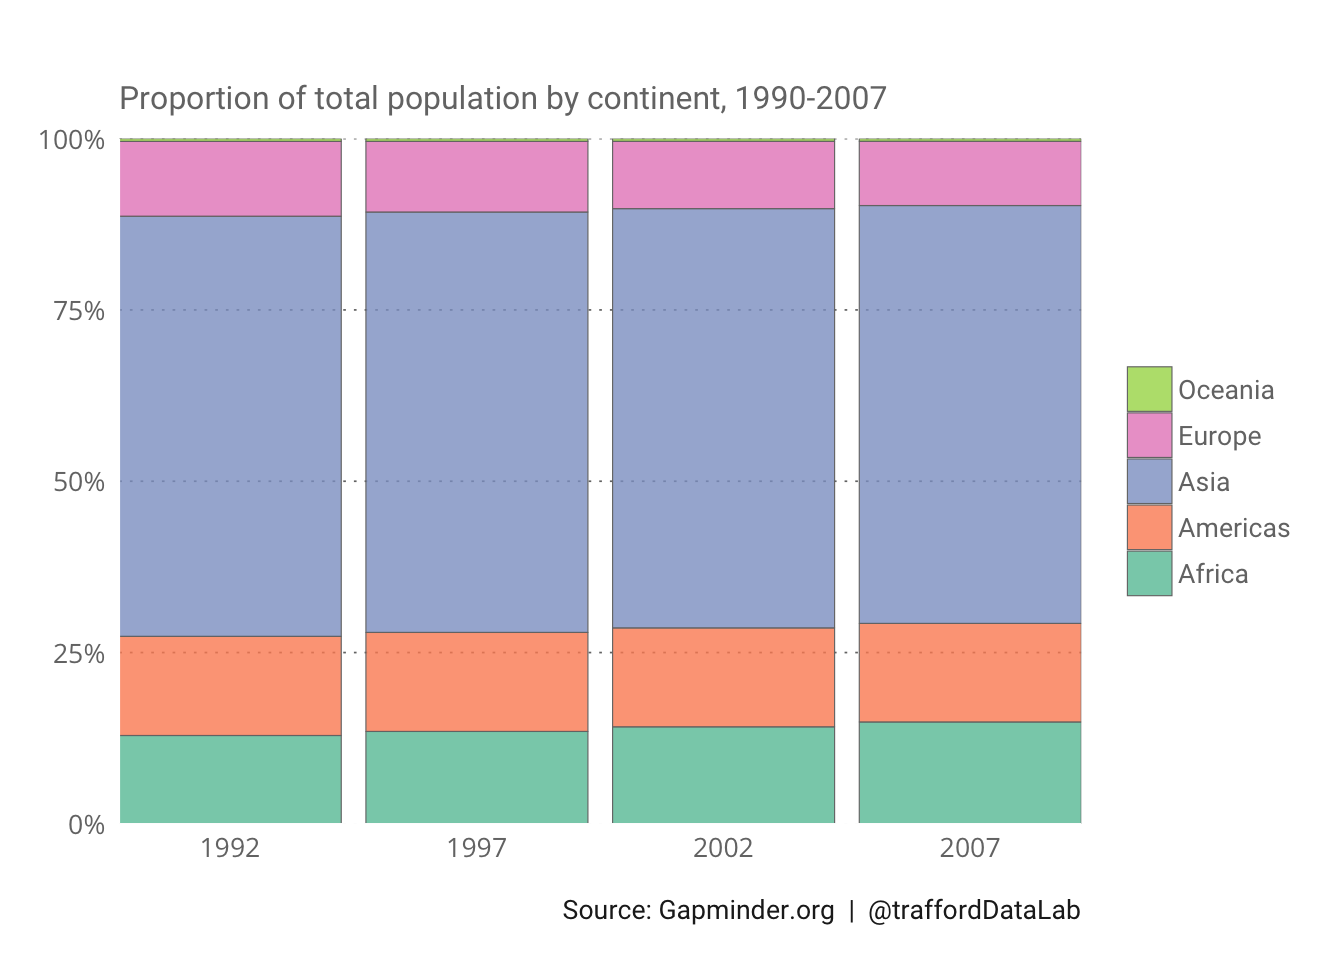 Proportion of total population by continent, 1990-2007
100%
75%
50%
25%
0%
1992
1997
2002
2007
Oceania
Europe
Asia
Americas
Africa
Source: Gapminder.org | @traffordDataLab